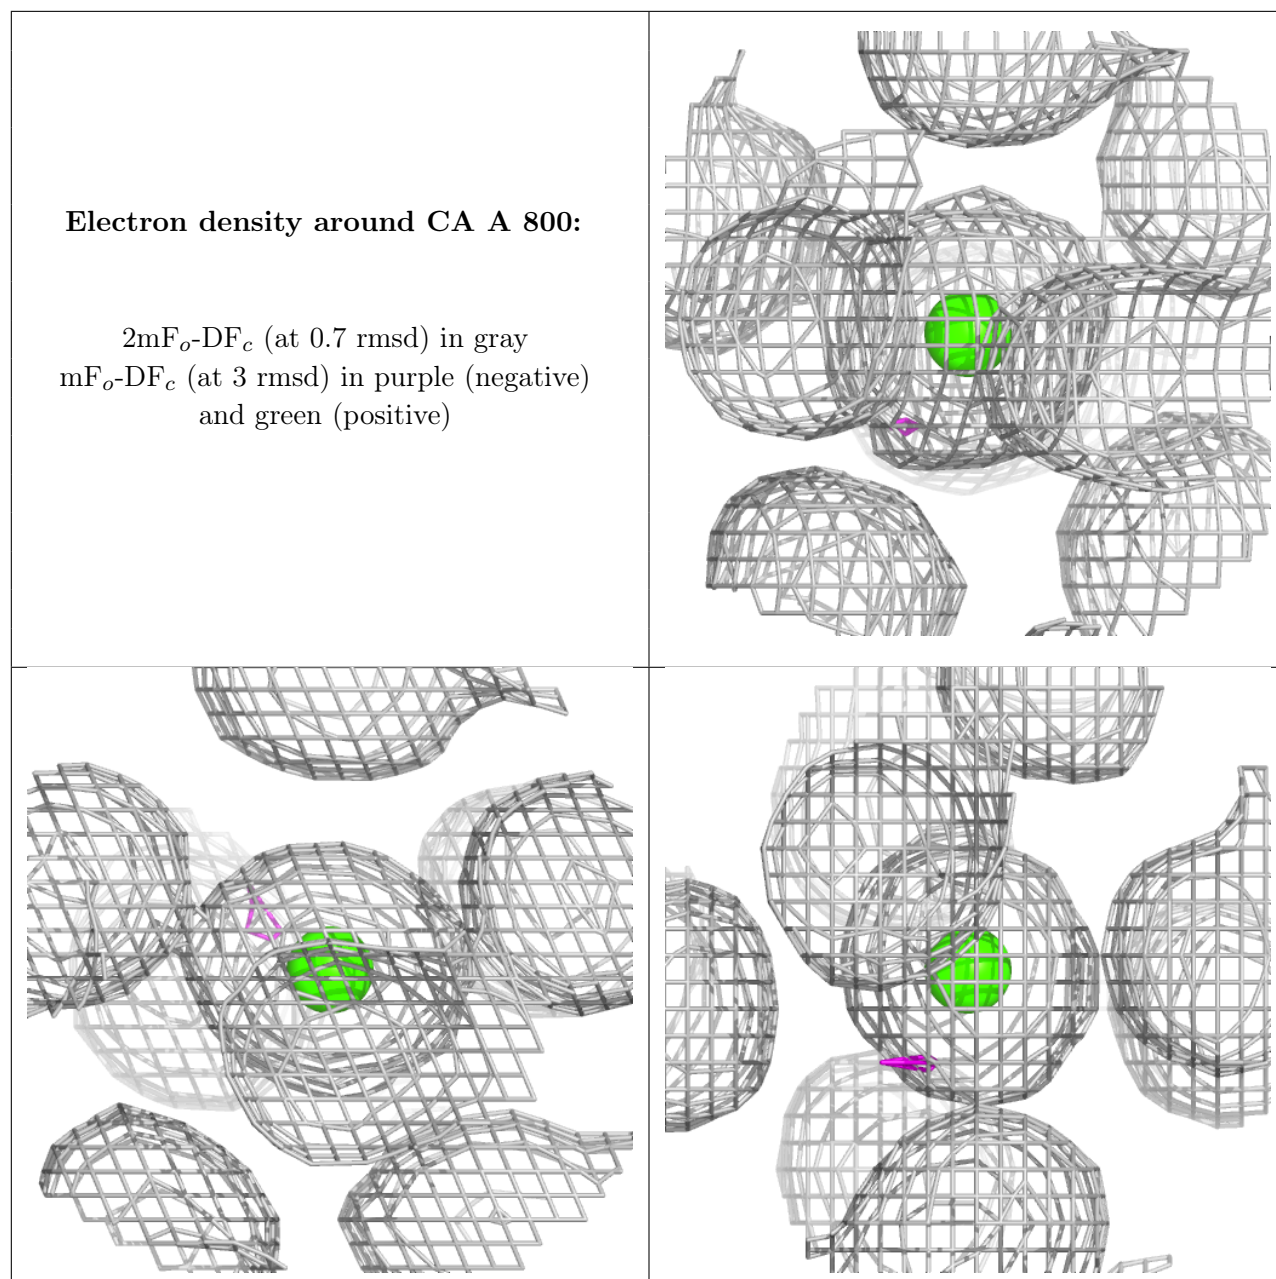 Electron density around CA A 800:
2mFo-DFc (at 0.7 rmsd) in gray
mFo-DFc (at 3 rmsd) in purple (negative)
and green (positive)